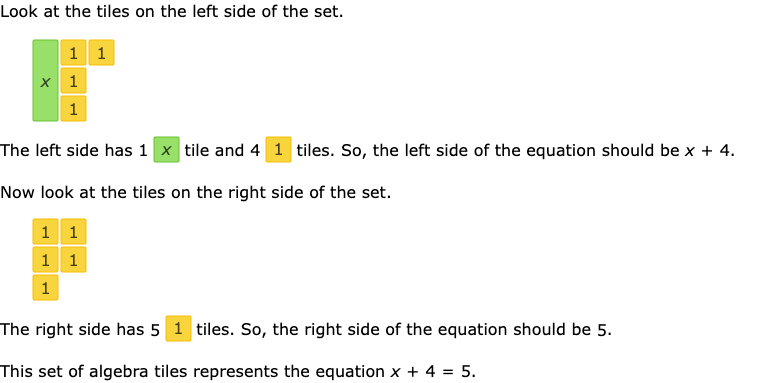 Look at the tiles on the left side of the set.
1 1
x 1
1
The left side has 1 x tile and 4 1 tiles. So, the left side of the equation should be x + 4.
Now look at the tiles on the right side of the set.
1 1
1 1
1
The right side has 5 1 tiles. So, the right side of the equation should be 5.
This set of algebra tiles represents the equation x + 4 = 5.